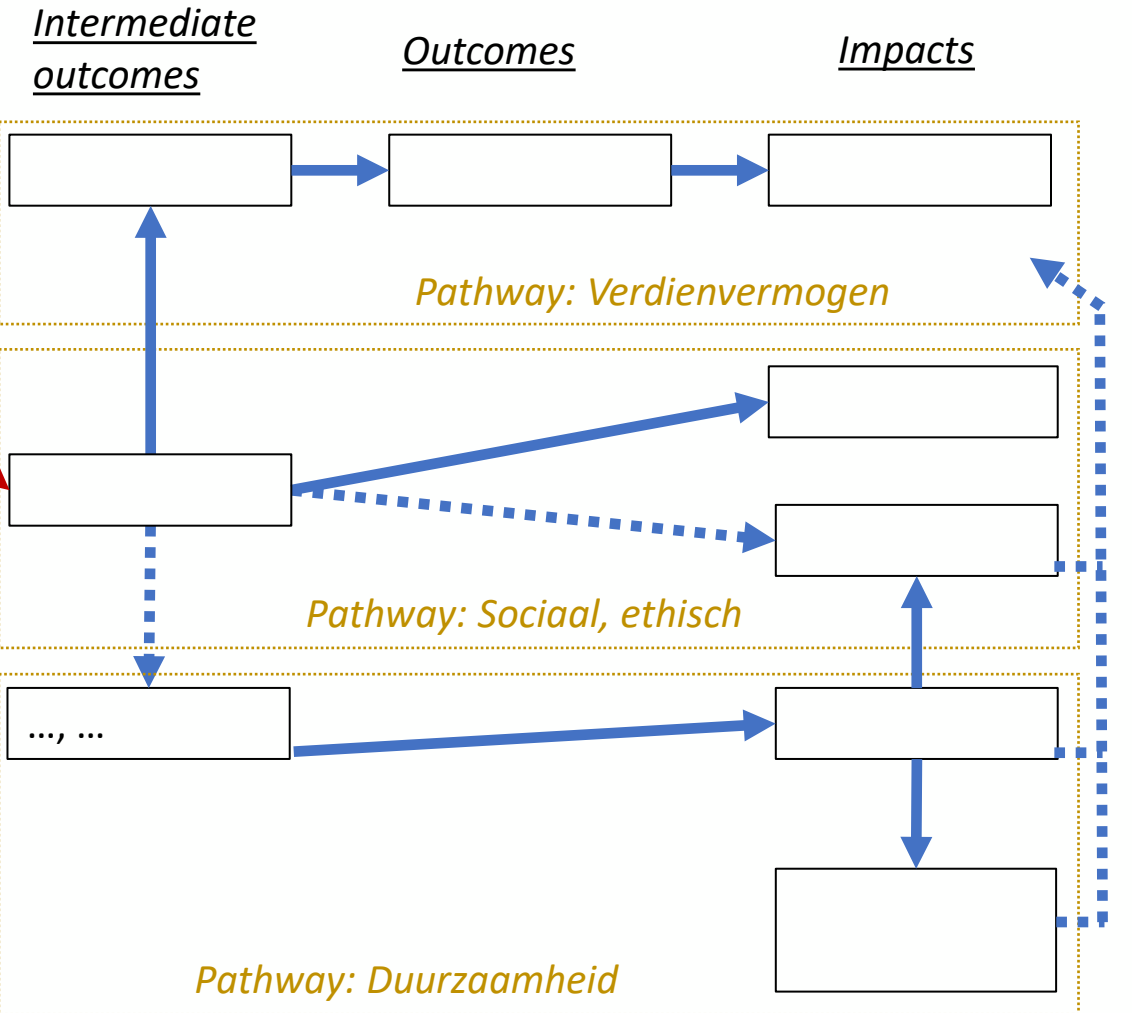 Intermediate
outcomes
Outcomes
Impacts
Pathway: Verdienvermogen
Pathway: Sociaal, ethisch
…, …
Pathway: Duurzaamheid